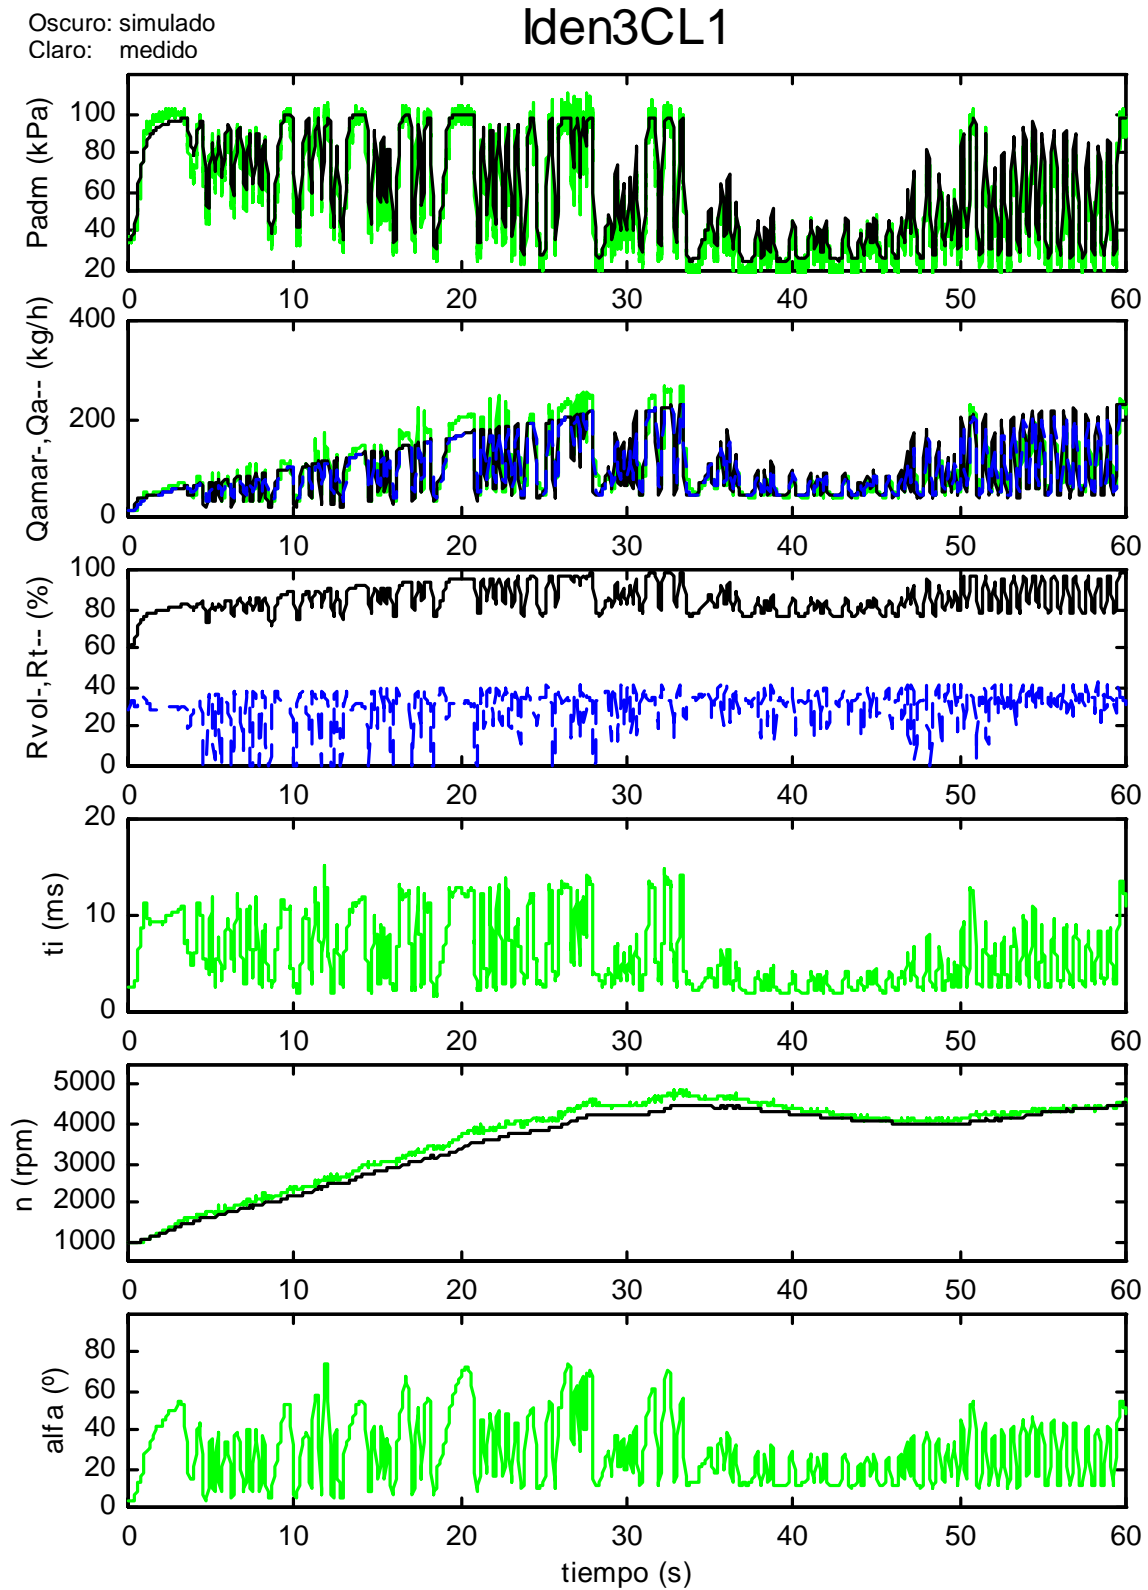 Iden3CL1
Oscuro: simulado
Claro: medido
Padm (kPa)
100
80
60
40
20
0 10 20 30 40 50 60
Qamar-,Qa-- (kg/h)
400
200
0
0 10 20 30 40 50 60
Rvol-,Rt-- (%)
100
80
60
40
20
0
0 10 20 30 40 50 60
ti (ms)
20
10
0
0 10 20 30 40 50 60
n (rpm)
5000
4000
3000
2000
1000
0 10 20 30 40 50 60
alfa (º)
80
60
40
20
0
0 10 20 30 40 50 60
tiempo (s)